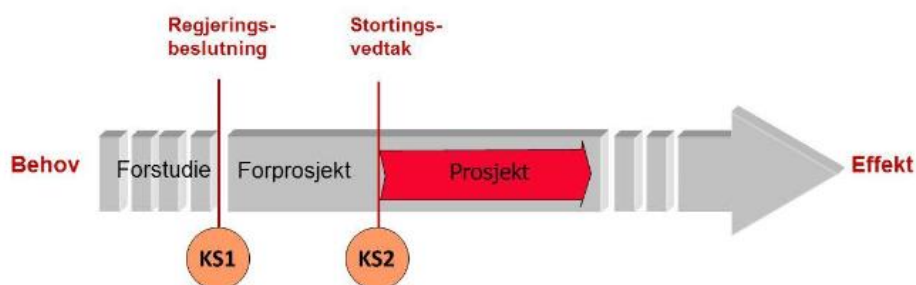 Regjerings-
beslutning
Stortings-
vedtak
Behov
Forstudie
Forprosjekt
Prosjekt
Effekt
KS1
KS2